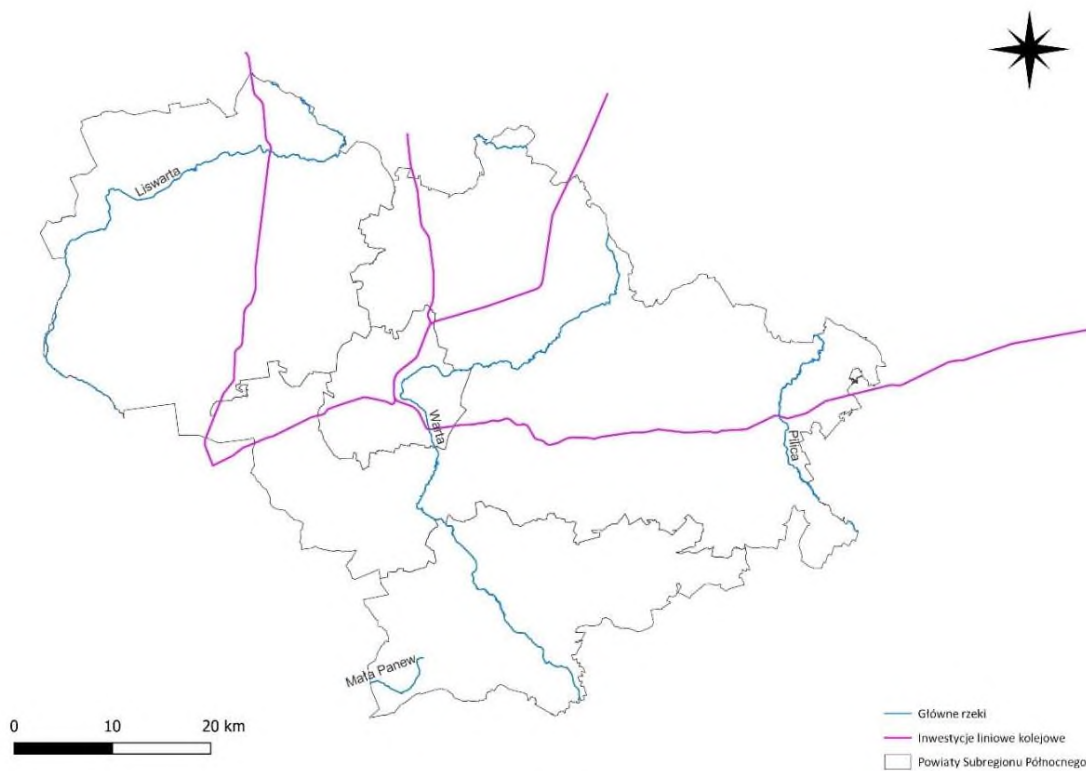 Liswarta
Warta
Pilica
Mała Panew
0 10 20 km
Główne rzeki
Inwestycje liniowe kolejowe
Powiaty Subregionu Północnego